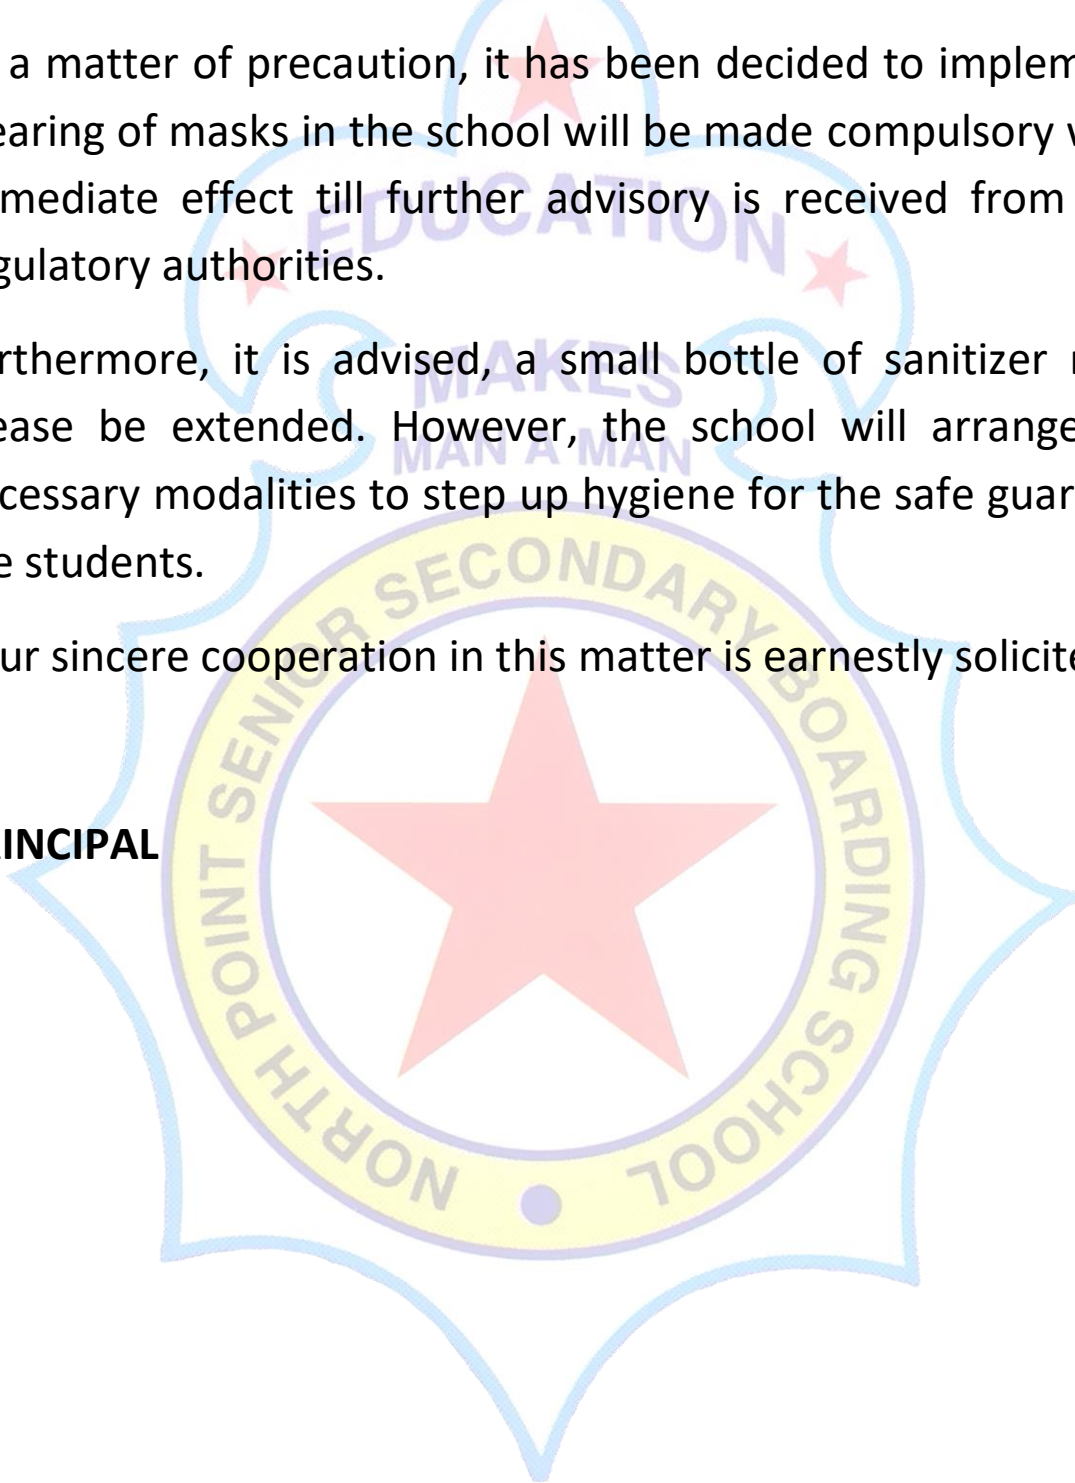 a matter of precaution, it has been decided to implem
earing of masks in the school will be made compulsory
mediate effect till further advisory is received from
gulatory authorities.
rthermore, it is advised, a small bottle of sanitizer
ease be extended. However, the school will arrange
cessary modalities to step up hygiene for the safe guar
e students.
ur sincere cooperation in this matter is earnestly solicite
INCIPAL
EDUCATION
MAKES
MAN A MAN
NORTH POINT SENIOR SECONDARY BOARDING SCHOOL